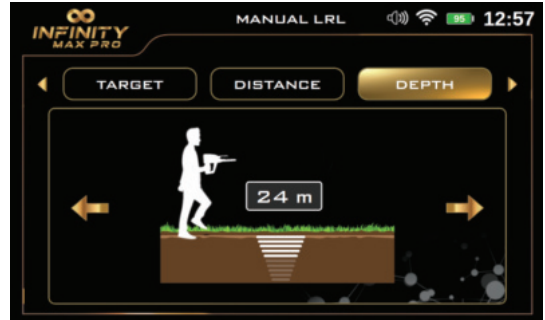 INFINITY
MAX PRO
MANUAL LRL
95
12:57
TARGET
DISTANCE
DEPTH
24 m